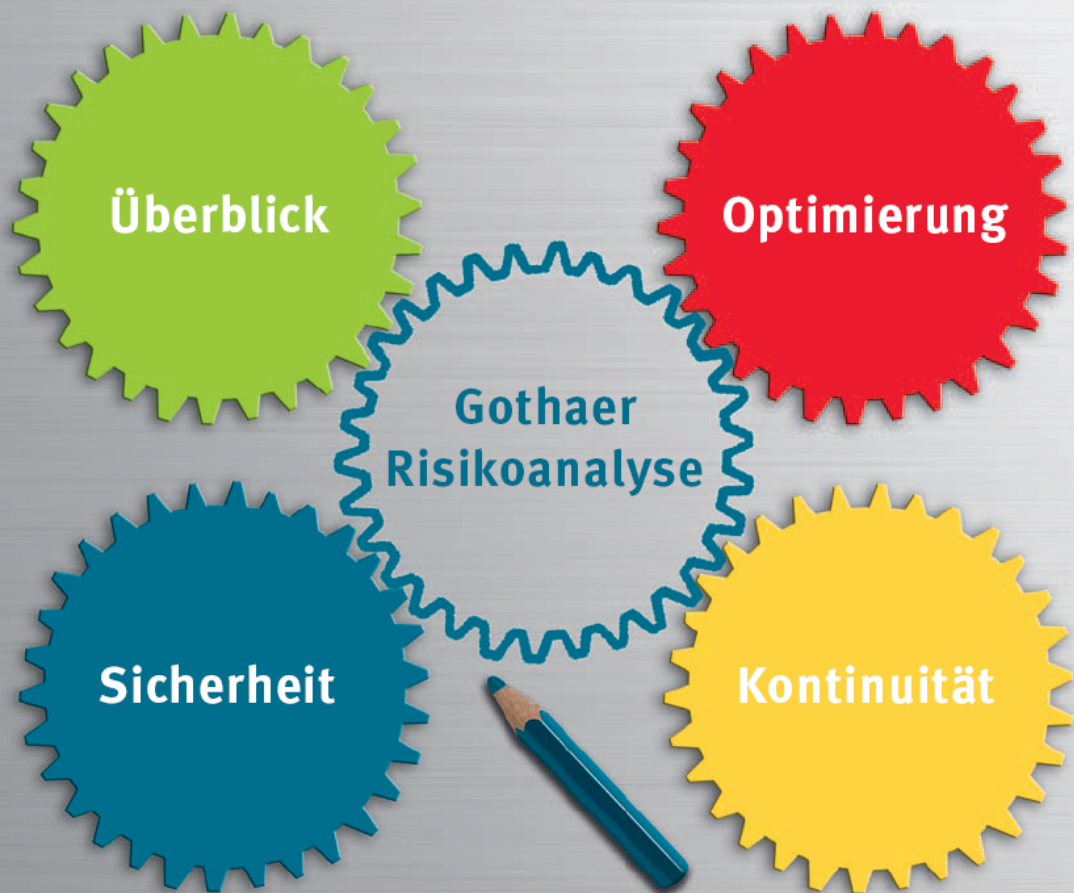 Überblick
Optimierung
Gothaer
Risikoanalyse
Sicherheit
Kontinuität